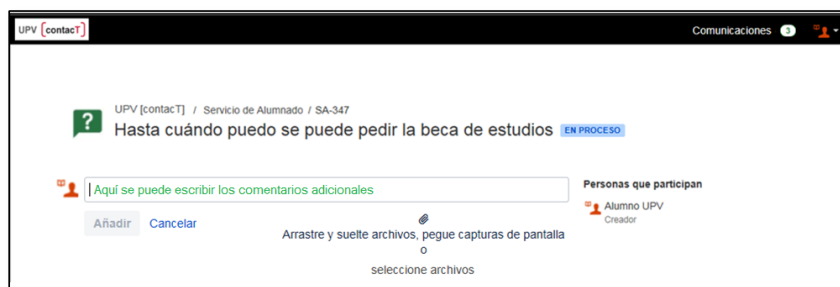 UPV [contacT]
Comunicaciones 3
UPV [contacT] / Servicio de Alumnado / SA-347
Hasta cuándo puedo se puede pedir la beca de estudios EN PROCESO
Aquí se puede escribir los comentarios adicionales
Personas que participan
Alumno UPV
Creador
Añadir Cancelar
Arrastre y suelte archivos, pegue capturas de pantalla
o
seleccione archivos